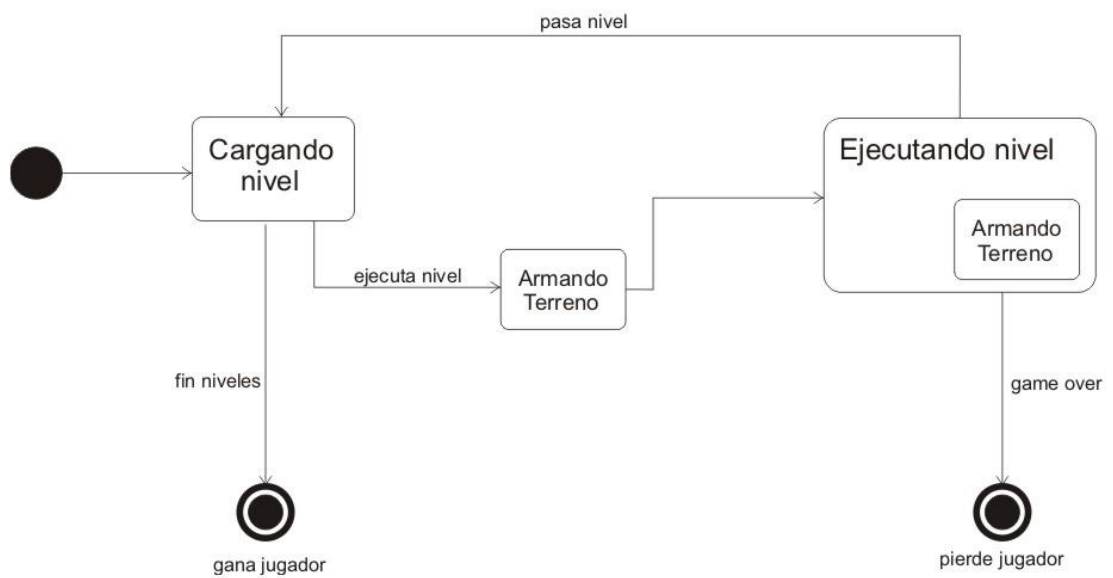 pasa nivel
Cargando
nivel
Ejecutando nivel
Armando
Terreno
ejecuta nivel
Armando
Terreno
fin niveles
game over
gana jugador
pierde jugador